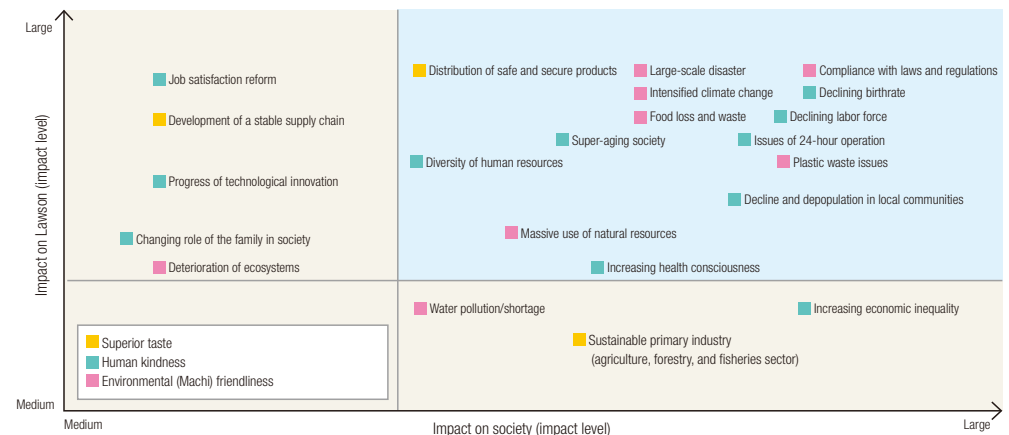 Large
Impact on Lawson (impact level)
Job satisfaction reform
Development of a stable supply chain
Progress of technological innovation
Changing role of the family in society
Deterioration of ecosystems
Distribution of safe and secure products
Large-scale disaster
Compliance with laws and regulations
Intensified climate change
Declining birthrate
Food loss and waste
Declining labor force
Super-aging society
Issues of 24-hour operation
Diversity of human resources
Plastic waste issues
Decline and depopulation in local communities
Massive use of natural resources
Increasing health consciousness
Water pollution/shortage
Increasing economic inequality
Sustainable primary industry
(agriculture, forestry, and fisheries sector)
Superior taste
Human kindness
Environmental (Machi) friendliness
Medium
Medium
Impact on society (impact level)
Large